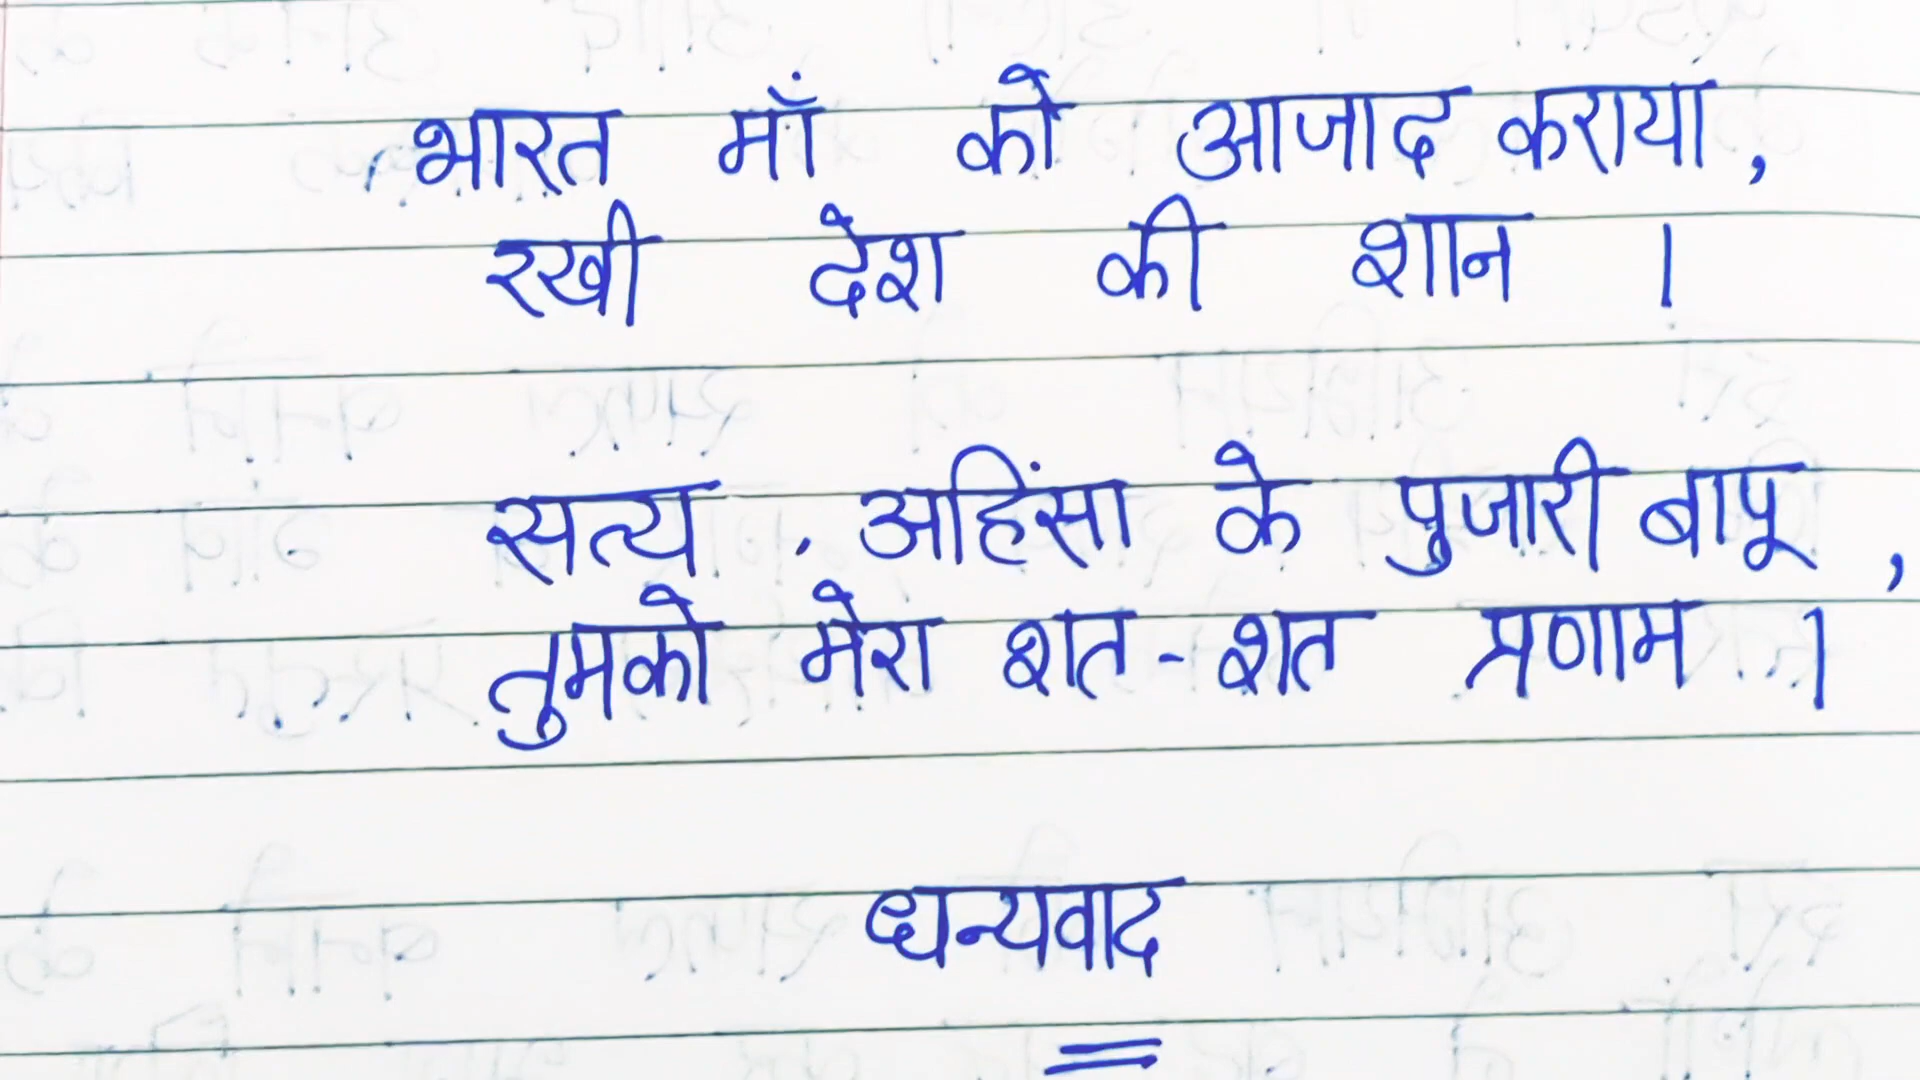 भारत माँ को आजाद कराया,
रखी देश की शान ।
सत्य , अहिंसा के पुजारी बापू ,
तुमको मेरा शत-शत प्रणाम ।
धन्यवाद